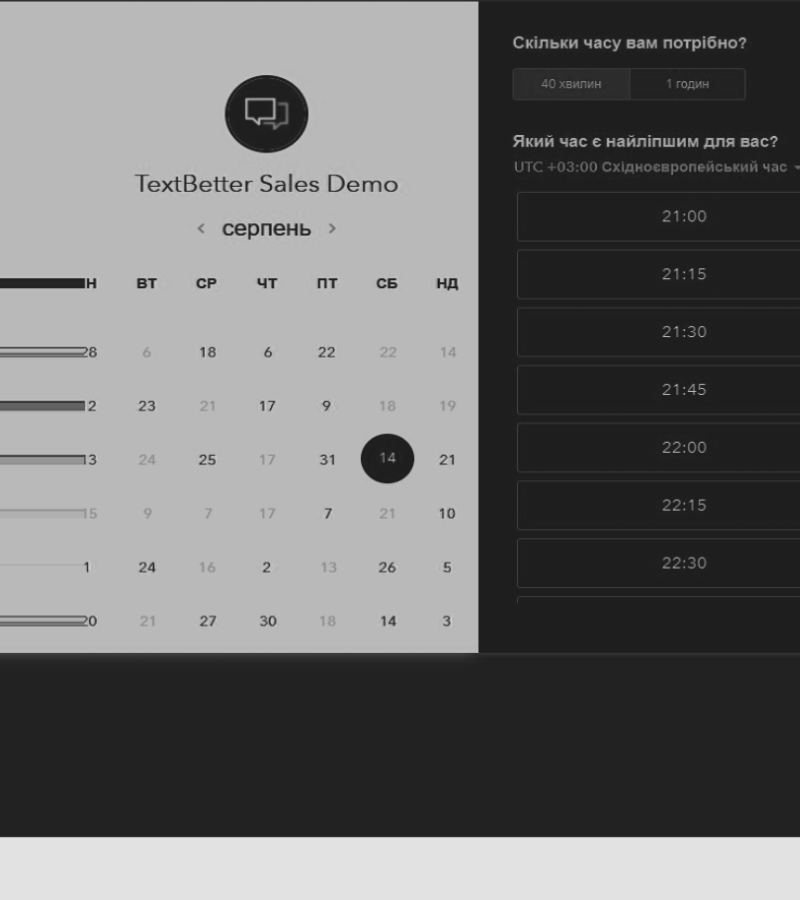 TextBetter Sales Demo
‹ серпень ›
Н ВТ СР ЧТ ПТ СБ НД
28 6 18 6 22 22 14
2 23 21 17 9 18 19
13 24 25 17 31 14 21
15 9 7 17 7 21 10
1 24 16 2 13 26 5
20 21 27 30 18 14 3
Скільки часу вам потрібно?
40 хвилин 1 годин
Який час є найліпшим для вас?
UTC +03:00 Східноєвропейський час
21:00
21:15
21:30
21:45
22:00
22:15
22:30